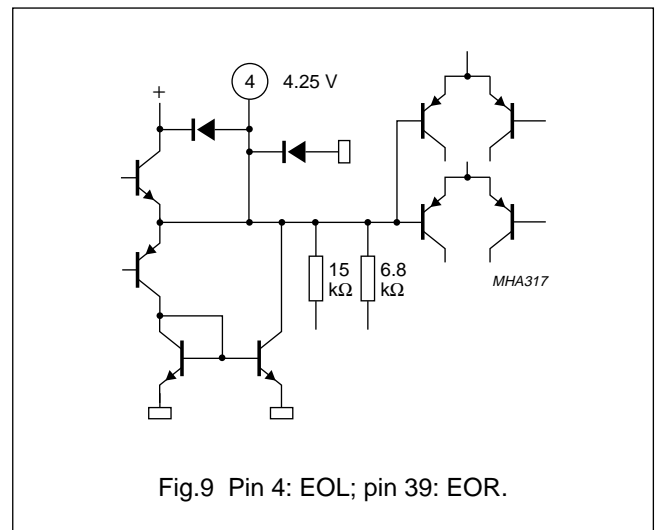 4 4.25 V
+
15 kΩ
6.8 kΩ
MHA317
Fig.9 Pin 4: EOL; pin 39: EOR.